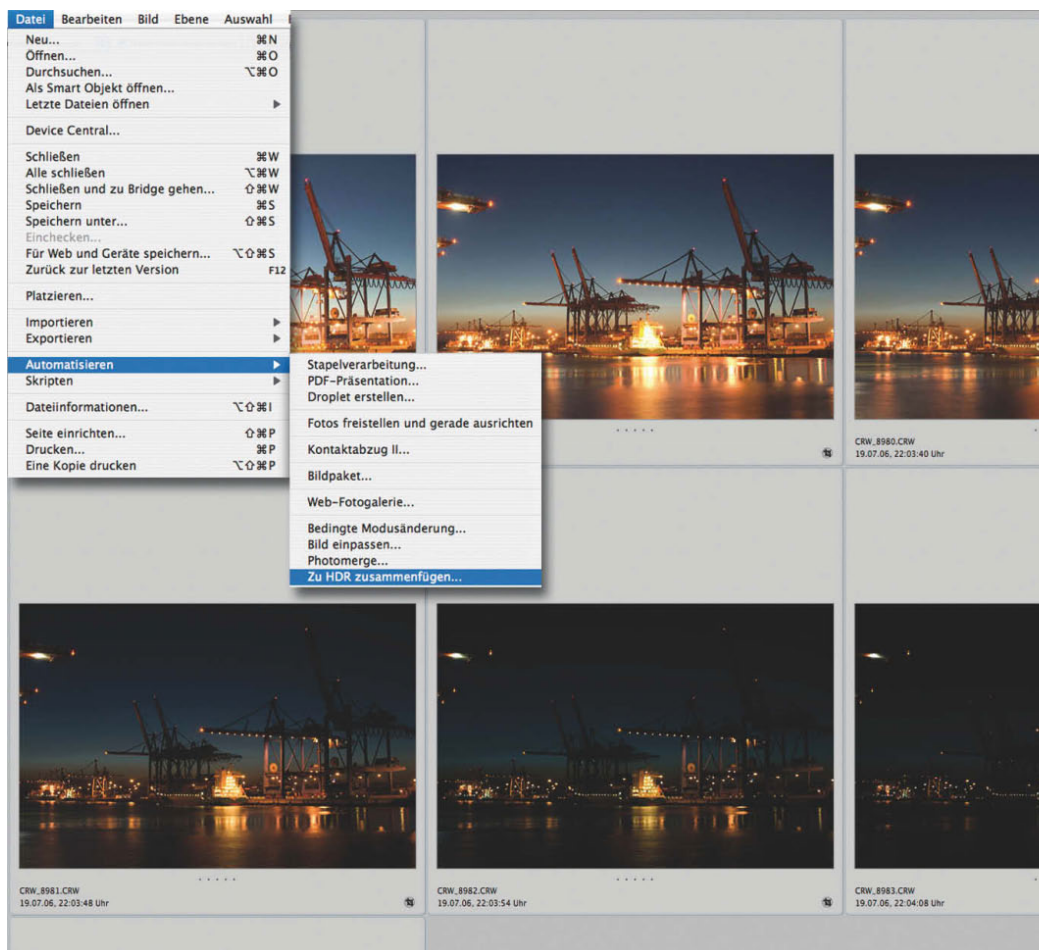 Datei Bearbeiten Bild Ebene Auswahl
Neu... ⌘N
Öffnen... ⌘O
Durchsuchen... ⌥⌘O
Als Smart Objekt öffnen...
Letzte Dateien öffnen ▶
Device Central...
Schließen ⌘W
Alle schließen ⌥⌘W
Schließen und zu Bridge gehen... ⇧⌘W
Speichern ⌘S
Speichern unter... ⇧⌘S
Einchecken...
Für Web und Geräte speichern... ⌥⇧⌘S
Zurück zur letzten Version F12
Platzieren...
Importieren ▶
Exportieren ▶
Automatisieren ▶
Skripten ▶
Dateiinformationen... ⌥⇧⌘I
Seite einrichten... ⇧⌘P
Drucken... ⌘P
Eine Kopie drucken ⌥⇧⌘P
Stapelverarbeitung...
PDF-Präsentation...
Droplet erstellen...
Fotos freistellen und gerade ausrichten
Kontaktabzug II...
Bildpaket...
Web-Fotogalerie...
Bedingte Modusänderung...
Bild einpassen...
Photomerge...
Zu HDR zusammenfügen...
CRW_8980.CRW
19.07.06, 22:03:40 Uhr
CRW_8981.CRW
19.07.06, 22:03:48 Uhr
CRW_8982.CRW
19.07.06, 22:03:54 Uhr
CRW_8983.CRW
19.07.06, 22:04:08 Uhr